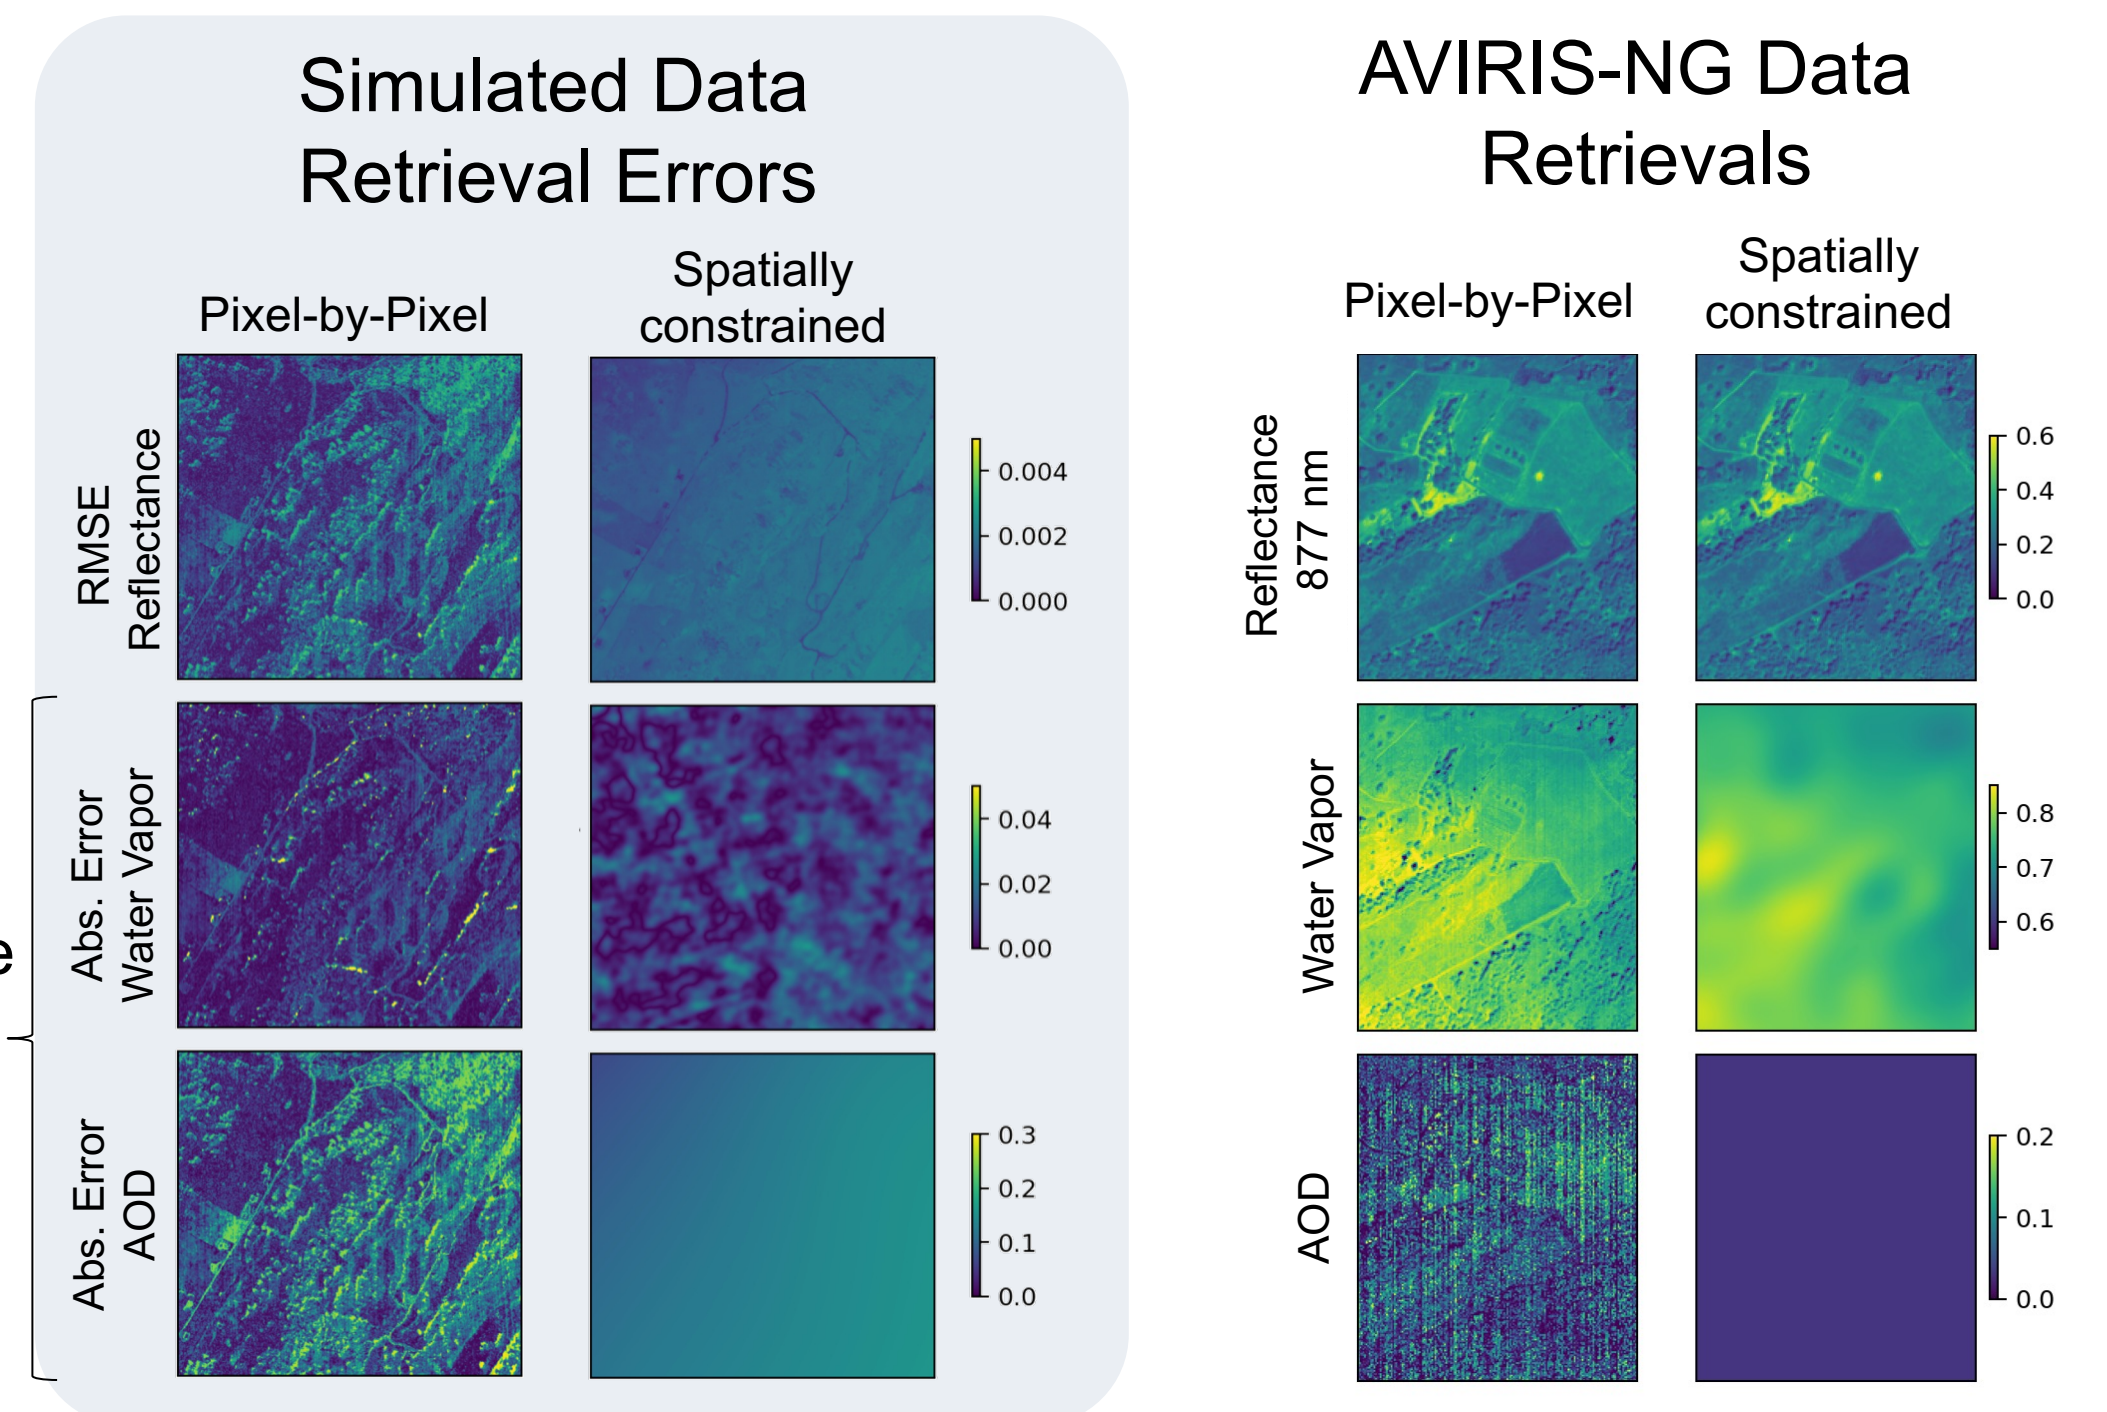 Simulated Data
Retrieval Errors
Pixel-by-Pixel
Spatially
constrained
RMSE
Reflectance
0.004
0.002
0.000
Abs. Error
Water Vapor
0.04
0.02
0.00
Abs. Error
AOD
0.3
0.2
0.1
0.0
e
AVIRIS-NG Data
Retrievals
Pixel-by-Pixel
Spatially
constrained
Reflectance
877 nm
0.6
0.4
0.2
0.0
Water Vapor
0.8
0.7
0.6
AOD
0.2
0.1
0.0